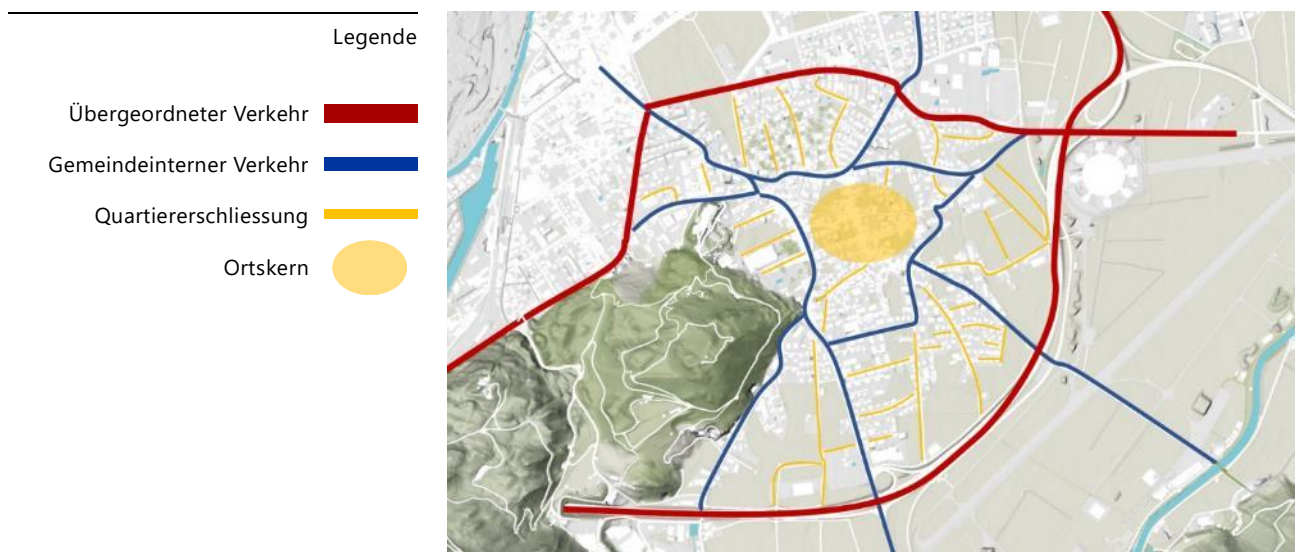 Legende
Übergeordneter Verkehr
Gemeindeinterner Verkehr
Quartiererschliessung
Ortskern